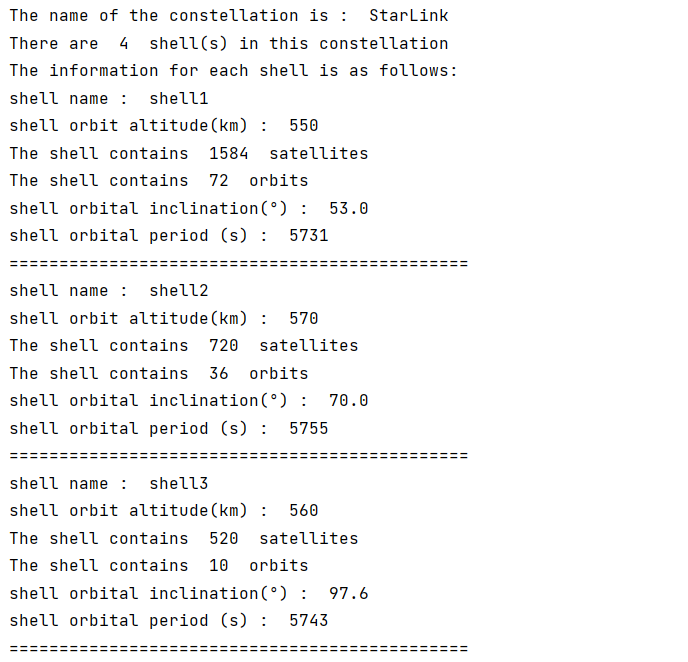 The name of the constellation is :  StarLink
There are  4  shell(s) in this constellation
The information for each shell is as follows:
shell name :  shell1
shell orbit altitude(km) :  550
The shell contains  1584  satellites
The shell contains  72  orbits
shell orbital inclination(°) :  53.0
shell orbital period (s) :  5731
==============================================
shell name :  shell2
shell orbit altitude(km) :  570
The shell contains  720  satellites
The shell contains  36  orbits
shell orbital inclination(°) :  70.0
shell orbital period (s) :  5755
==============================================
shell name :  shell3
shell orbit altitude(km) :  560
The shell contains  520  satellites
The shell contains  10  orbits
shell orbital inclination(°) :  97.6
shell orbital period (s) :  5743
==============================================